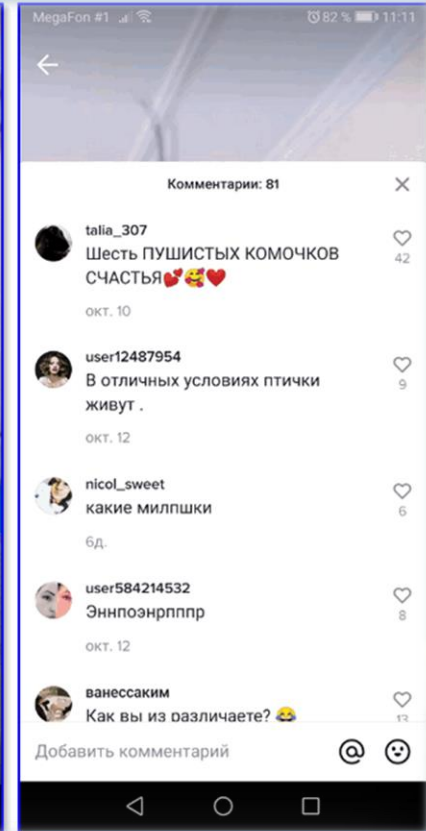 MegaFon #1 82 % 11:11
Комментарии: 81
talia_307
Шесть ПУШИСТЫХ КОМОЧКОВ
СЧАСТЬЯ💕🥰❤️
42
окт. 10
user12487954
В отличных условиях птички
живут .
9
окт. 12
nicol_sweet
какие милпшки
6
6д.
user584214532
Эннпоэнрпппр
8
окт. 12
ванессаким
Как вы из различаете? 😂
13
Добавить комментарий